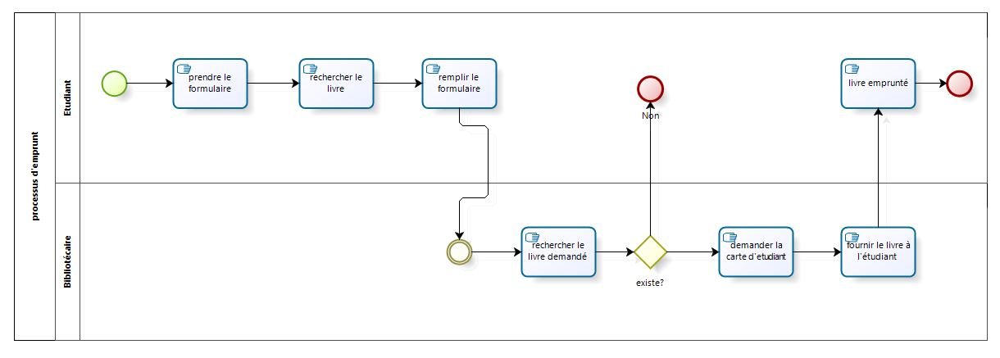 processus d'emprunt
Etudiant
prendre le
formulaire
rechercher le
livre
remplir le
formulaire
Non
livre emprunté
Bibliotécaire
rechercher le
livre demandé
existe?
demander la
carte d'etudiant
fournir le livre à
l'étudiant